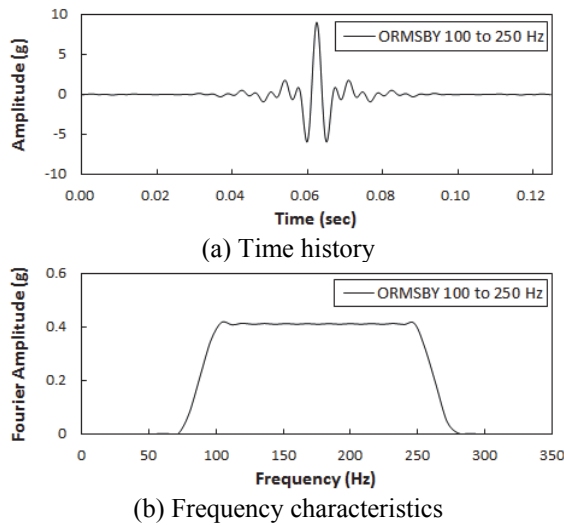 10
5
0
-5
-10
Amplitude (g)
ORMSBY 100 to 250 Hz
0.00 0.02 0.04 0.06 0.08 0.10 0.12
Time (sec)
(a) Time history
0.6
0.4
0.2
0
Fourier Amplitude (g)
ORMSBY 100 to 250 Hz
0 50 100 150 200 250 300 350
Frequency (Hz)
(b) Frequency characteristics